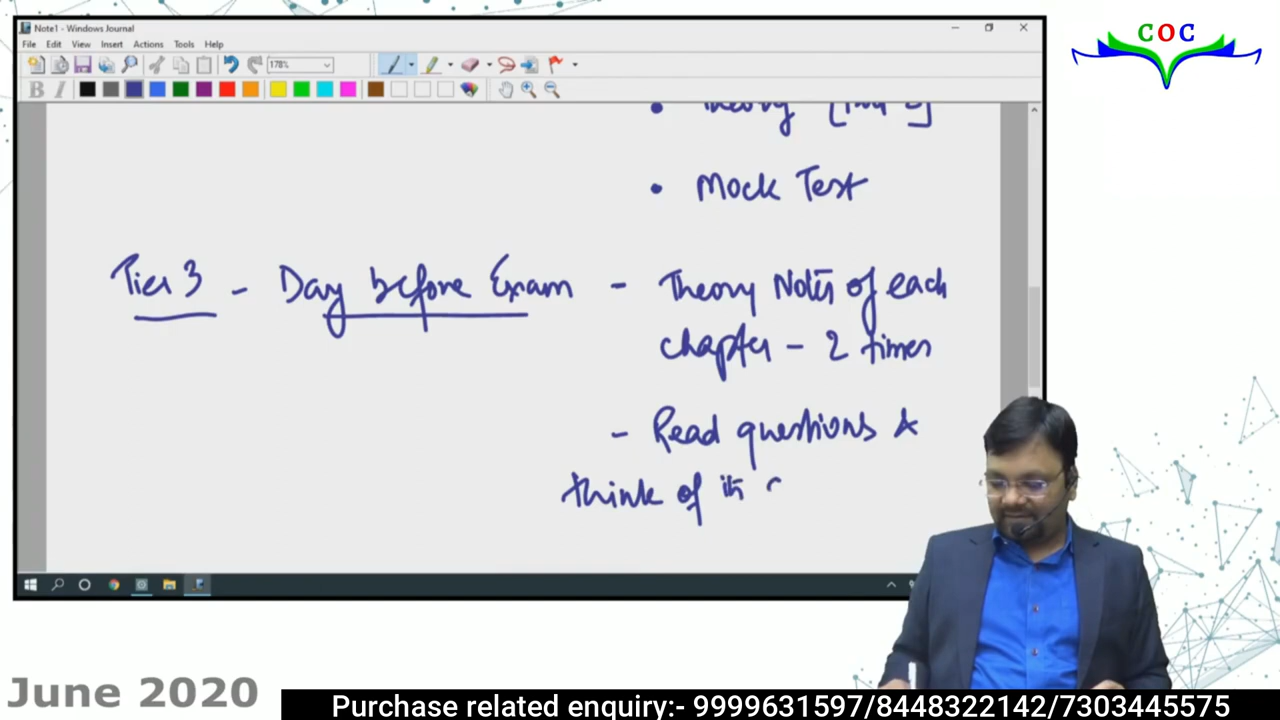 Note1 - Windows Journal
File Edit View Insert Actions Tools Help
178%
B I
COC
• Theory
• Mock Test
Tier 3 - Day before Exam - Theory Notes of each
chapter - 2 times
- Read questions &
think of its
June 2020
Purchase related enquiry:- 9999631597/8448322142/7303445575